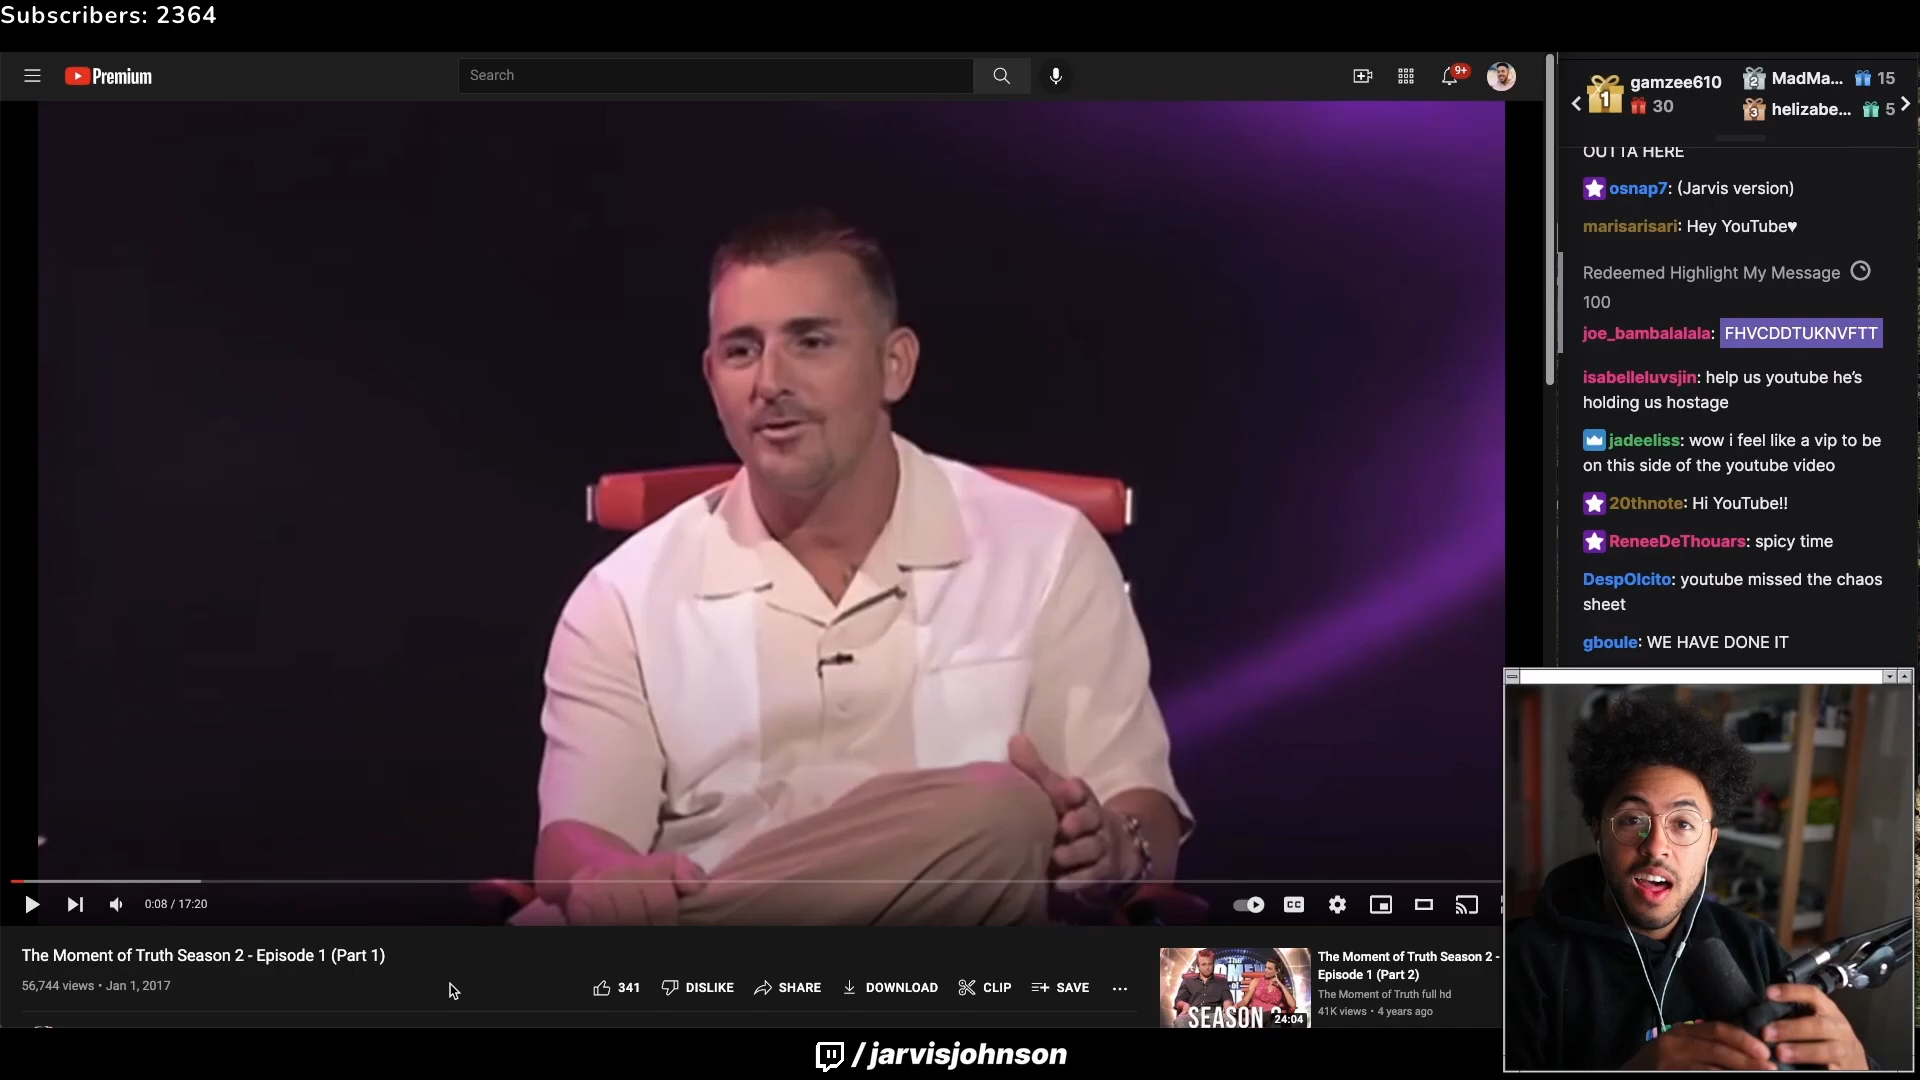 Subscribers: 2364
Premium
Search
9+
1
gamzee610
30
2
MadMa...
15
3
helizabe...
5
OUTTA HERE
osnap7: (Jarvis version)
marisarisari: Hey YouTube♥
Redeemed Highlight My Message
100
joe_bambalalala: FHVCDDTUKNVFTT
isabelleluvsjin: help us youtube he's
holding us hostage
jadeeliss: wow i feel like a vip to be
on this side of the youtube video
20thnote: Hi YouTube!!
ReneeDeThouars: spicy time
DespOlcito: youtube missed the chaos
sheet
gboule: WE HAVE DONE IT
0:08 / 17:20
CC
The Moment of Truth Season 2 - Episode 1 (Part 1)
56,744 views • Jan 1, 2017
341
DISLIKE
SHARE
DOWNLOAD
CLIP
SAVE
SEASON
24:04
The Moment of Truth Season 2 -
Episode 1 (Part 2)
The Moment of Truth full hd
41K views • 4 years ago
/jarvisjohnson